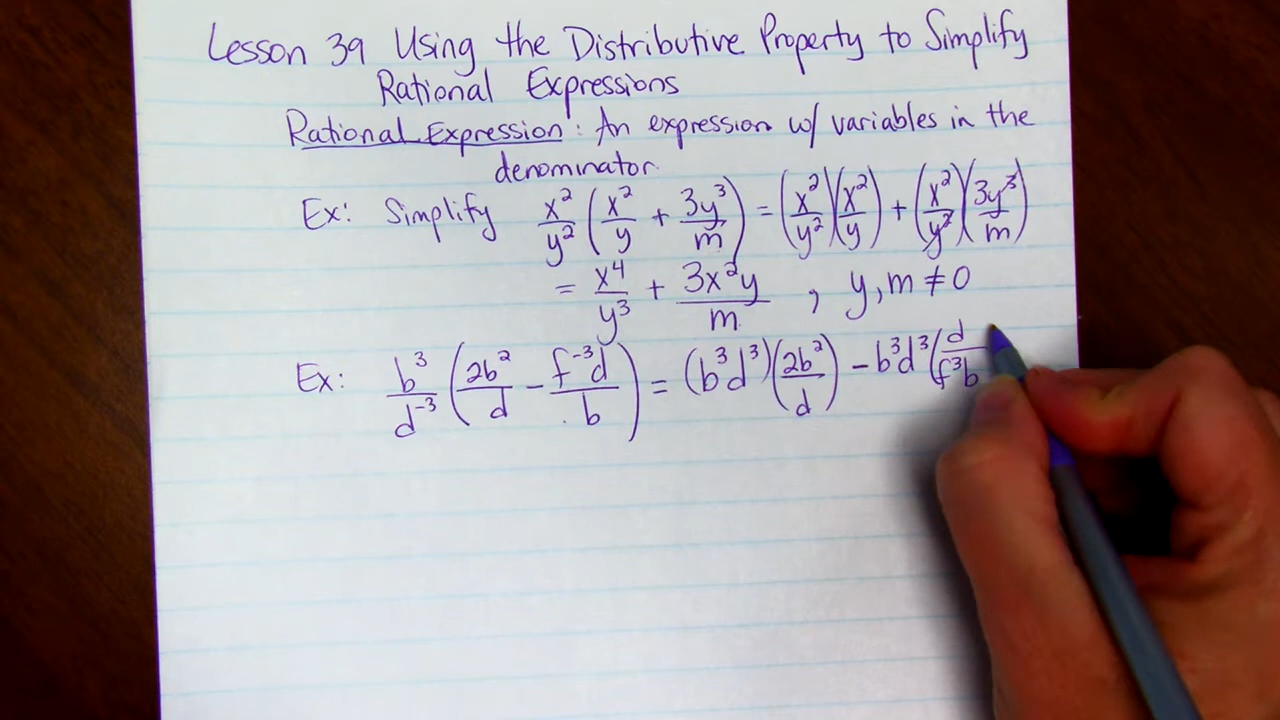 Lesson 39 Using the Distributive Property to Simplify
Rational Expressions
Rational Expression: An expression w/ variables in the
denominator.
Ex: Simplify x²/y² (x²/y + 3y³/m) = (x²/y²)(x²/y) + (x²/y²)(3y³/m)
= x⁴/y³ + 3x²y/m , y, m ≠ 0
Ex: b³/d⁻³ (2b²/d - f⁻³d/b) = (b³d³)(2b²/d) - b³d³(d/f³b